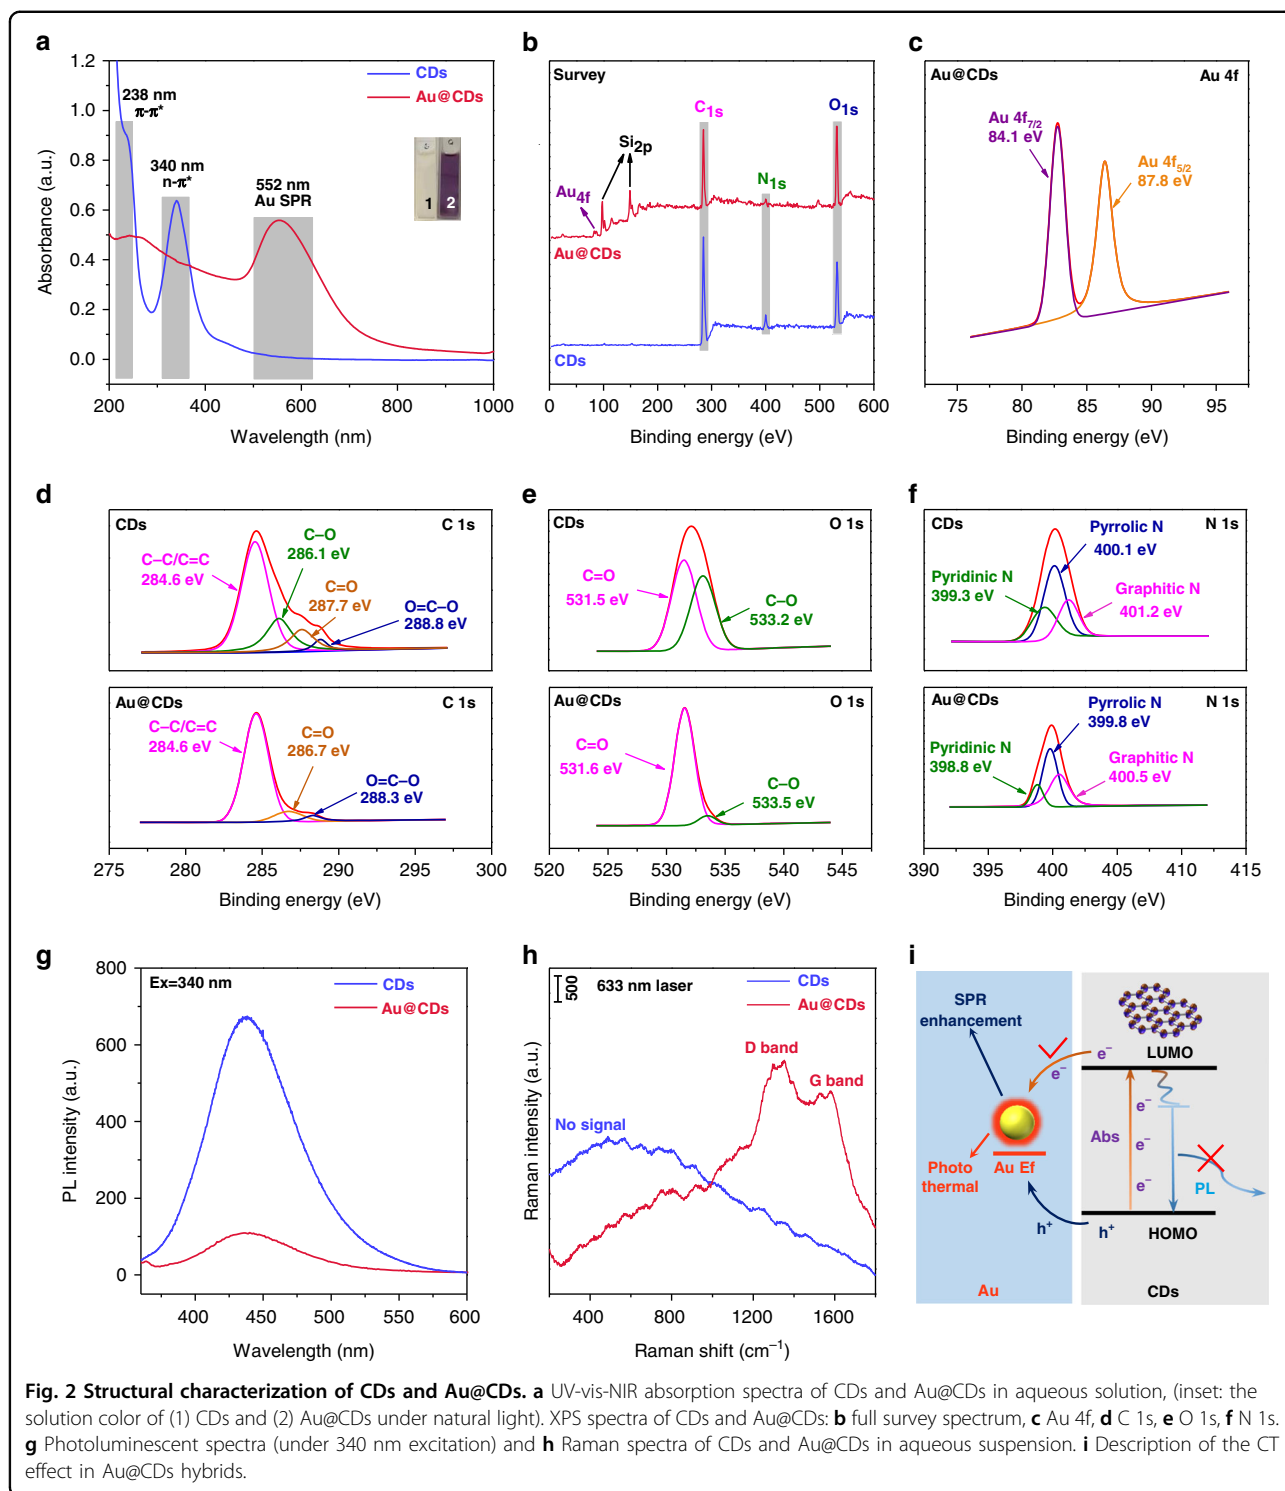 a
1.2
1.0
0.8
0.6
0.4
0.2
0.0
Absorbance (a.u.)
238 nm
π-π*
340 nm
n-π*
552 nm
Au SPR
CDs
Au@CDs
1 2
200 400 600 800 1000
Wavelength (nm)
b
Survey
C1s
O1s
Si2p
N1s
Au4f
Au@CDs
CDs
0 100 200 300 400 500 600
Binding energy (eV)
c
Au@CDs Au 4f
Au 4f7/2
84.1 eV
Au 4f5/2
87.8 eV
75 80 85 90 95
Binding energy (eV)
d
CDs C 1s
C–C/C=C
284.6 eV
C–O
286.1 eV
C=O
287.7 eV
O=C–O
288.8 eV
Au@CDs C 1s
C–C/C=C
284.6 eV
C=O
286.7 eV
O=C–O
288.3 eV
275 280 285 290 295 300
Binding energy (eV)
e
CDs O 1s
C=O
531.5 eV
C–O
533.2 eV
Au@CDs O 1s
C=O
531.6 eV
C–O
533.5 eV
520 525 530 535 540 545
Binding energy (eV)
f
CDs N 1s
Pyrrolic N
400.1 eV
Pyridinic N
399.3 eV
Graphitic N
401.2 eV
Au@CDs N 1s
Pyrrolic N
399.8 eV
Pyridinic N
398.8 eV
Graphitic N
400.5 eV
390 395 400 405 410 415
Binding energy (eV)
g
800
600
400
200
0
PL intensity (a.u.)
Ex=340 nm
CDs
Au@CDs
400 450 500 550 600
Wavelength (nm)
h
500
633 nm laser
CDs
Au@CDs
D band
G band
No signal
Raman intensity (a.u.)
400 800 1200 1600
Raman shift (cm−1)
i
SPR
enhancement
e−
e−
LUMO
e−
Abs
e−
e−
Photo
thermal
Au Ef
PL
h+
h+
HOMO
Au
CDs
Fig. 2 Structural characterization of CDs and Au@CDs. a UV-vis-NIR absorption spectra of CDs and Au@CDs in aqueous solution, (inset: the
solution color of (1) CDs and (2) Au@CDs under natural light). XPS spectra of CDs and Au@CDs: b full survey spectrum, c Au 4f, d C 1s, e O 1s, f N 1s.
g Photoluminescent spectra (under 340 nm excitation) and h Raman spectra of CDs and Au@CDs in aqueous suspension. i Description of the CT
effect in Au@CDs hybrids.